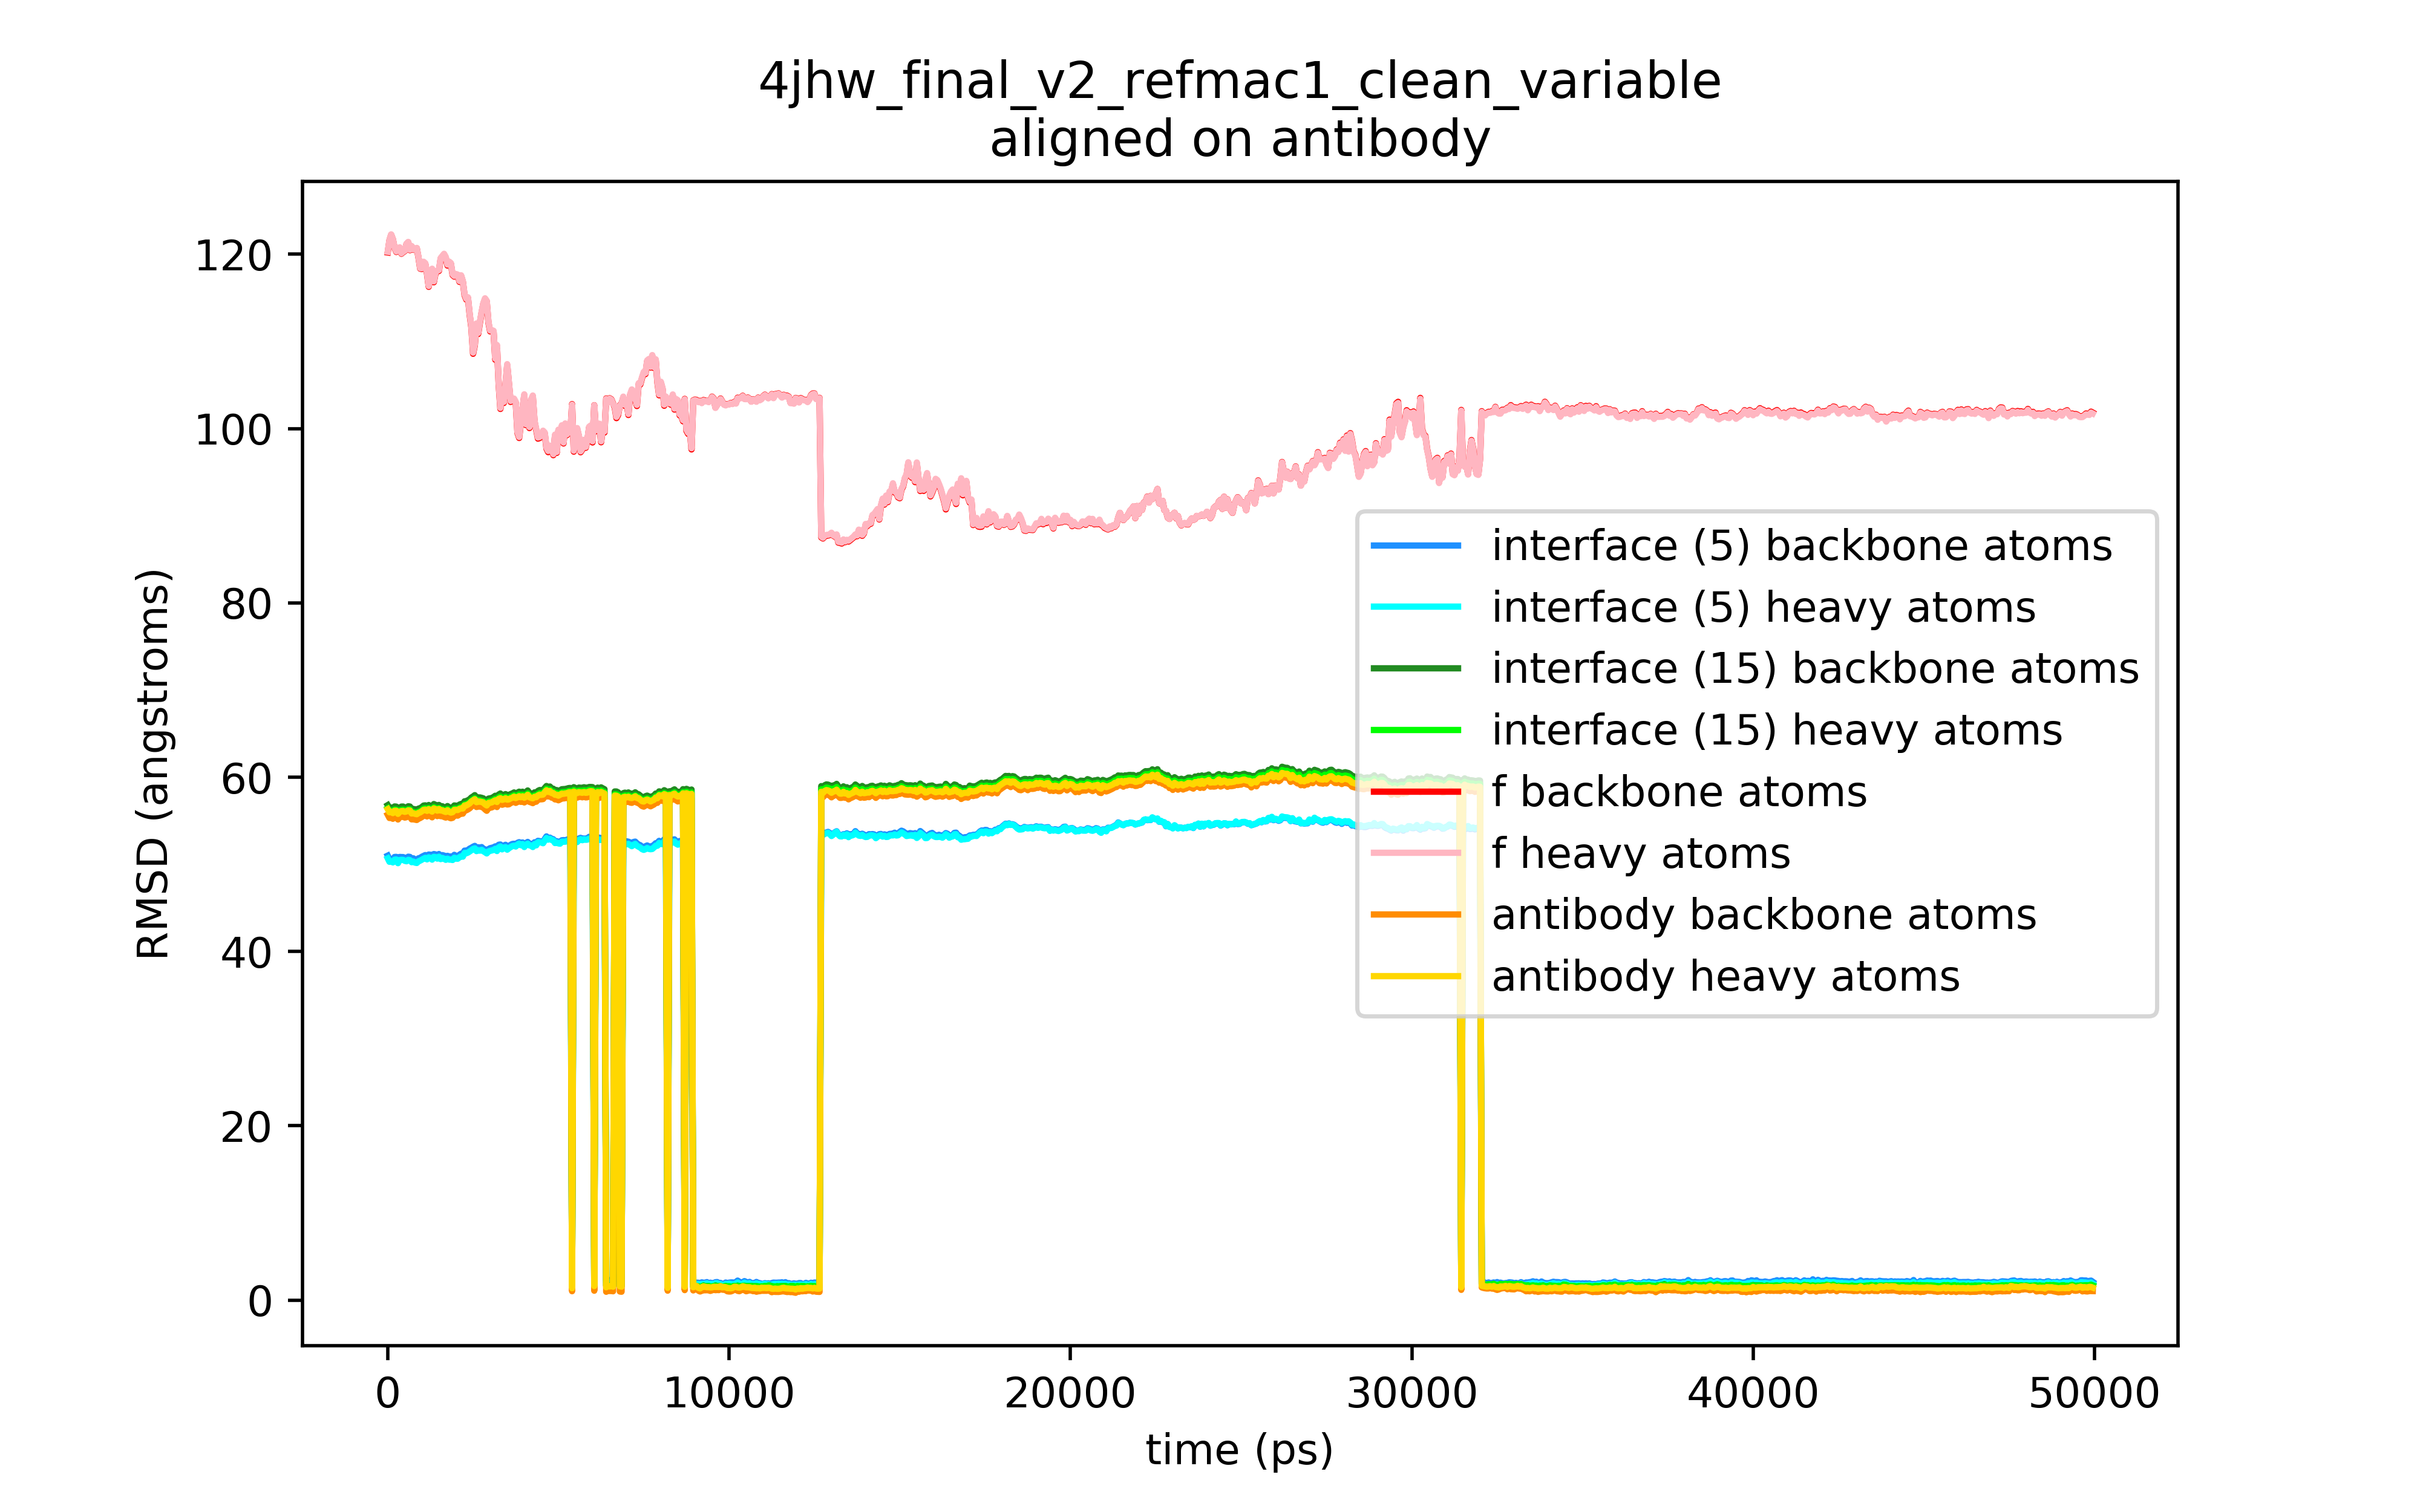 4jhw_final_v2_refmac1_clean_variable
aligned on antibody
RMSD (angstroms)
120
100
80
60
40
20
0
interface (5) backbone atoms
interface (5) heavy atoms
interface (15) backbone atoms
interface (15) heavy atoms
f backbone atoms
f heavy atoms
antibody backbone atoms
antibody heavy atoms
0 10000 20000 30000 40000 50000
time (ps)